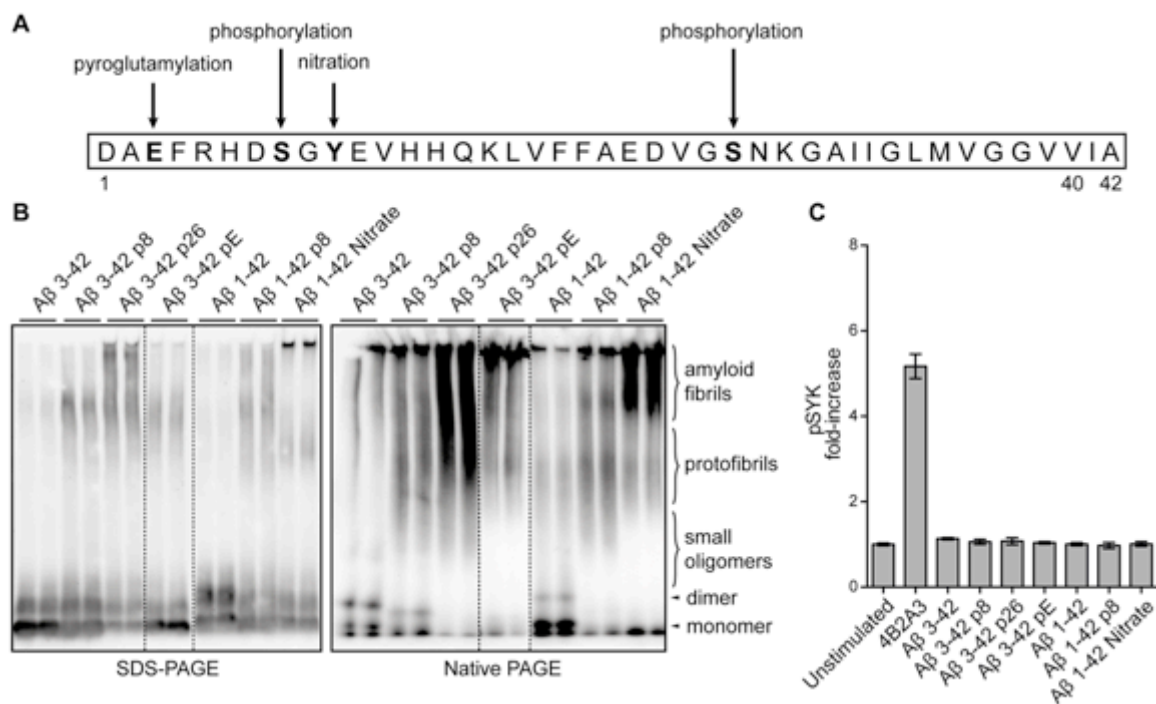 A
phosphorylation
phosphorylation
pyroglutamylation
nitration
D A E F R H D S G Y E V H H Q K L V F F A E D V G S N K G A I I G L M V G G V V I A
1
40
42
B
Aβ 3-42
Aβ 3-42 p8
Aβ 3-42 p26
Aβ 3-42 pE
Aβ 1-42
Aβ 1-42 p8
Aβ 1-42 Nitrate
Aβ 3-42
Aβ 3-42 p8
Aβ 3-42 p26
Aβ 3-42 pE
Aβ 1-42
Aβ 1-42 p8
Aβ 1-42 Nitrate
amyloid
fibrils
protofibrils
small
oligomers
dimer
monomer
SDS-PAGE
Native PAGE
C
pSYK
fold-increase
8
6
4
2
0
Unstimulated
4B2A3
Aβ 3-42
Aβ 3-42 p8
Aβ 3-42 p26
Aβ 3-42 pE
Aβ 1-42
Aβ 1-42 p8
Aβ 1-42 Nitrate